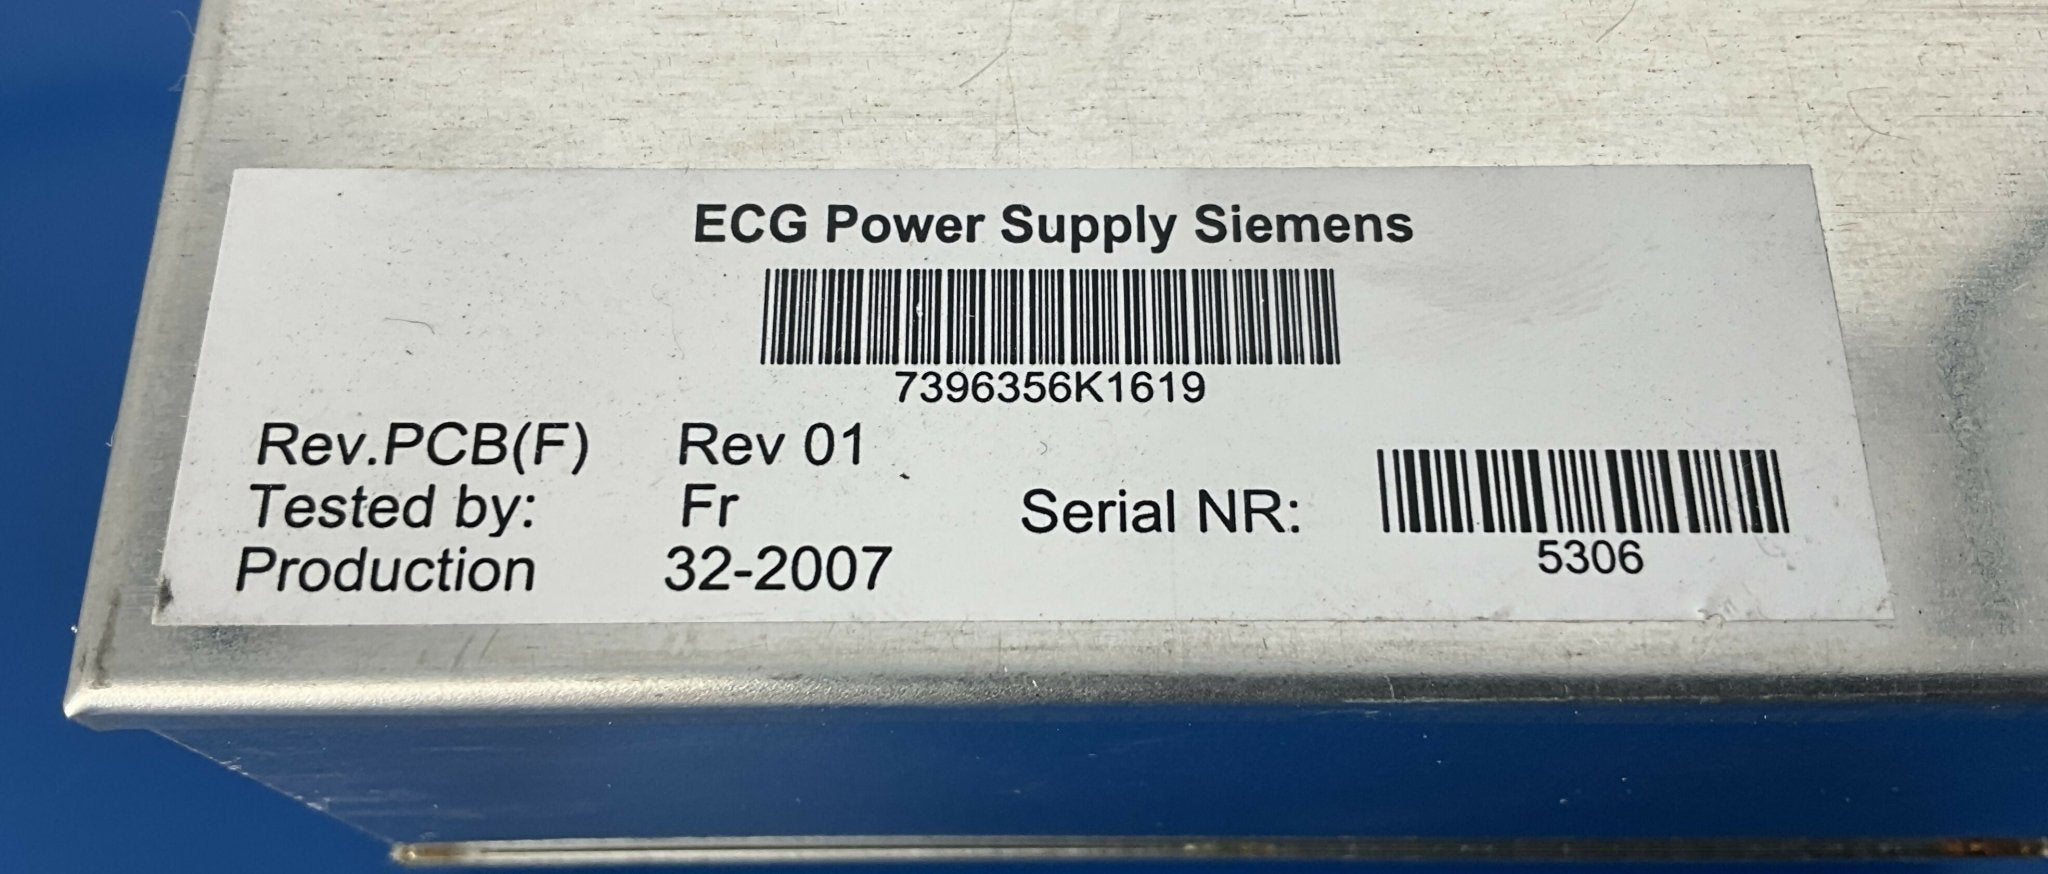 ECG Power Supply Siemens
7396356K1619
Rev.PCB(F) Rev 01
Tested by: Fr
Serial NR:
Production 32-2007
5306